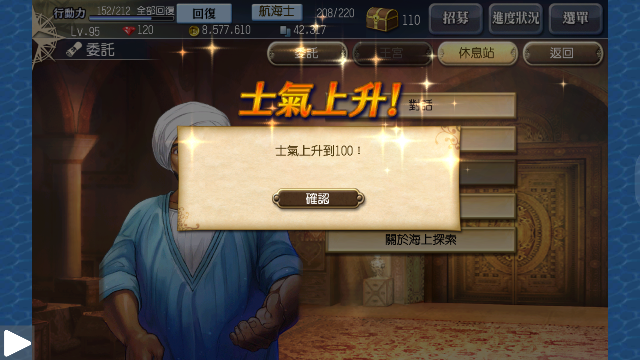 行動力 152/212 全部回復 回復 航海士 208/220 110 招募 進度狀況 選單
Lv.95 120 8,577,610 42,317
委託 委託 王宮 休息站 返回
士氣上升!
對話
士氣上升到100！
確認
關於海上探索